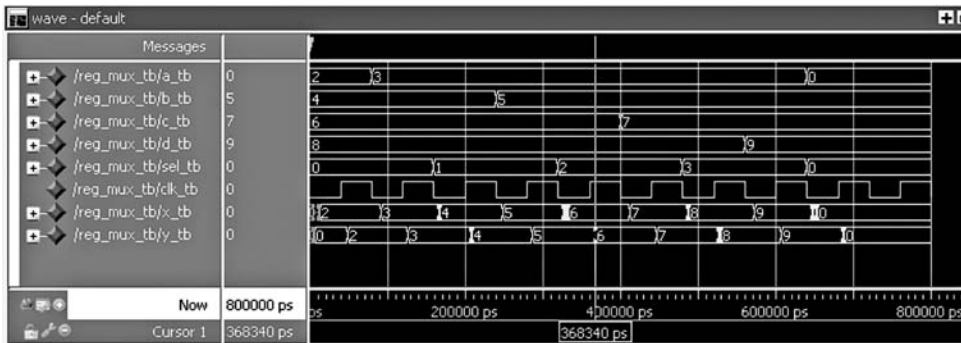 wave - default
Messages
/reg_mux_tb/a_tb 0 2 3 0
/reg_mux_tb/b_tb 5 4 5
/reg_mux_tb/c_tb 7 6 7
/reg_mux_tb/d_tb 9 8 9
/reg_mux_tb/sel_tb 0 0 1 2 3 0
/reg_mux_tb/clk_tb 0
/reg_mux_tb/x_tb 0 2 3 4 5 6 7 8 9 0
/reg_mux_tb/y_tb 0 0 2 3 4 5 6 7 8 9 0
Now 800000 ps ps 200000 ps 400000 ps 600000 ps 800000 ps
Cursor 1 368340 ps 368340 ps